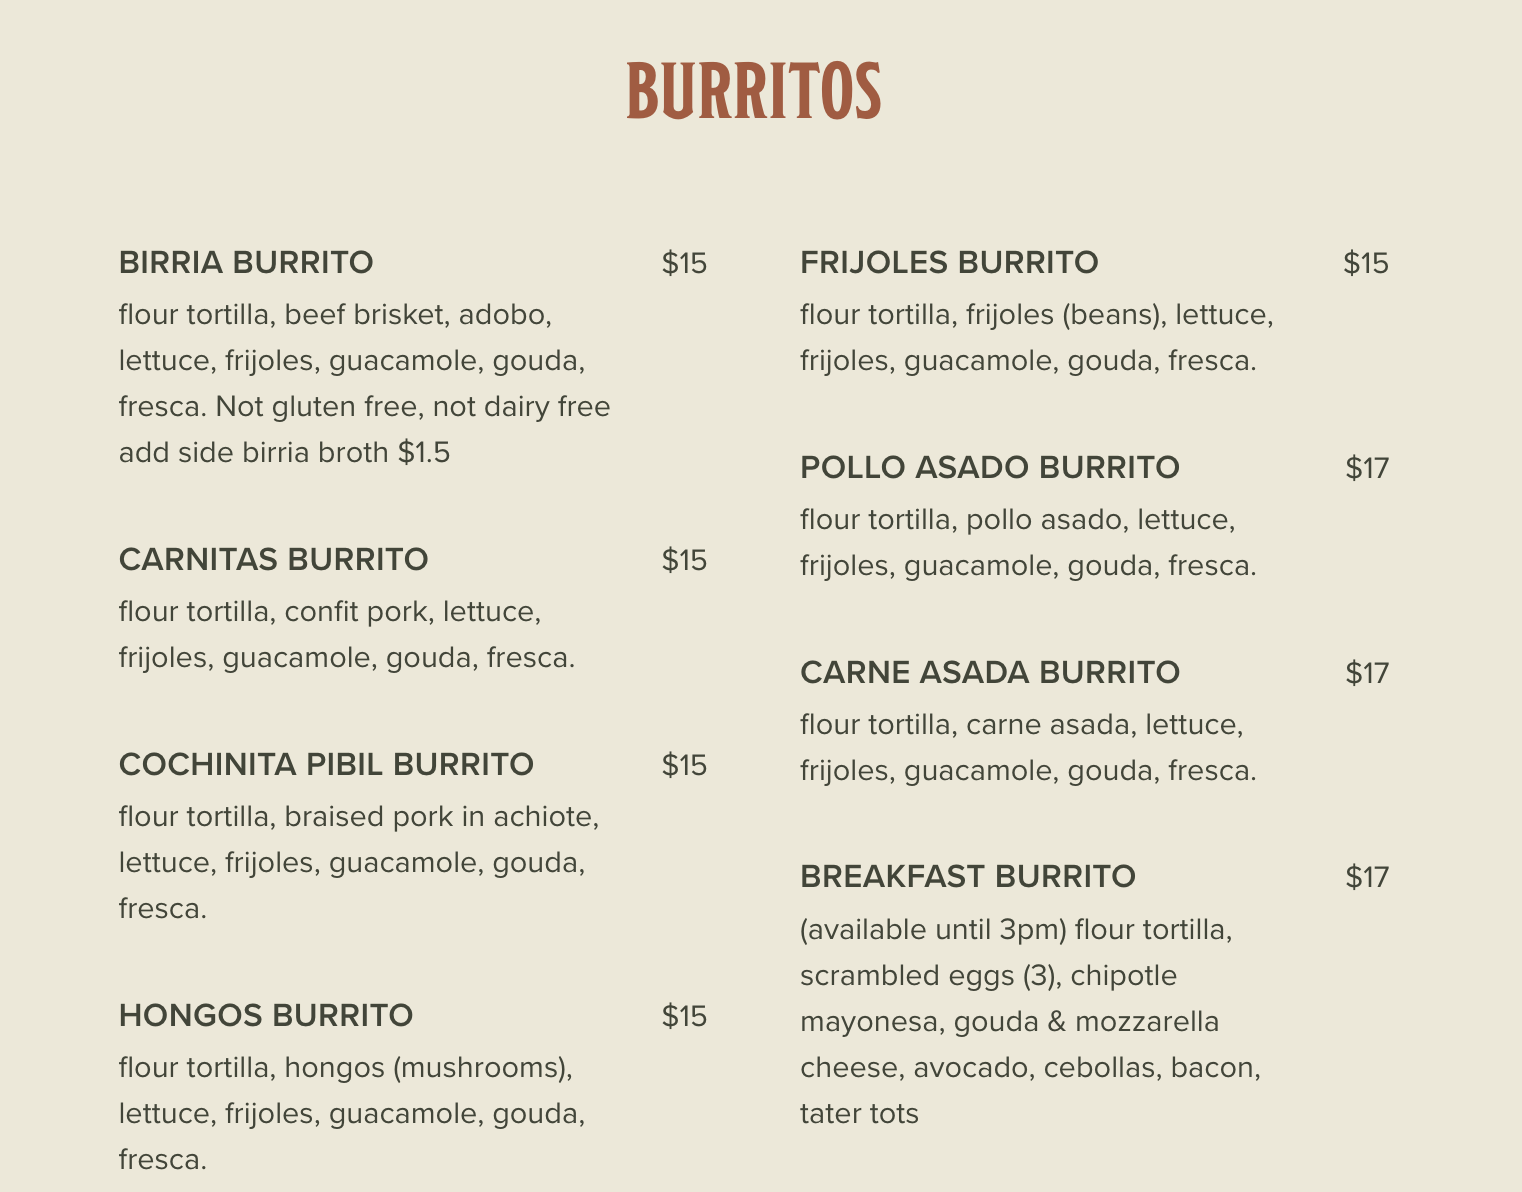 BURRITOS
BIRRIA BURRITO $15
flour tortilla, beef brisket, adobo,
lettuce, frijoles, guacamole, gouda,
fresca. Not gluten free, not dairy free
add side birria broth $1.5
CARNITAS BURRITO $15
flour tortilla, confit pork, lettuce,
frijoles, guacamole, gouda, fresca.
COCHINITA PIBIL BURRITO $15
flour tortilla, braised pork in achiote,
lettuce, frijoles, guacamole, gouda,
fresca.
HONGOS BURRITO $15
flour tortilla, hongos (mushrooms),
lettuce, frijoles, guacamole, gouda,
fresca.
FRIJOLES BURRITO $15
flour tortilla, frijoles (beans), lettuce,
frijoles, guacamole, gouda, fresca.
POLLO ASADO BURRITO $17
flour tortilla, pollo asado, lettuce,
frijoles, guacamole, gouda, fresca.
CARNE ASADA BURRITO $17
flour tortilla, carne asada, lettuce,
frijoles, guacamole, gouda, fresca.
BREAKFAST BURRITO $17
(available until 3pm) flour tortilla,
scrambled eggs (3), chipotle
mayonesa, gouda & mozzarella
cheese, avocado, cebollas, bacon,
tater tots